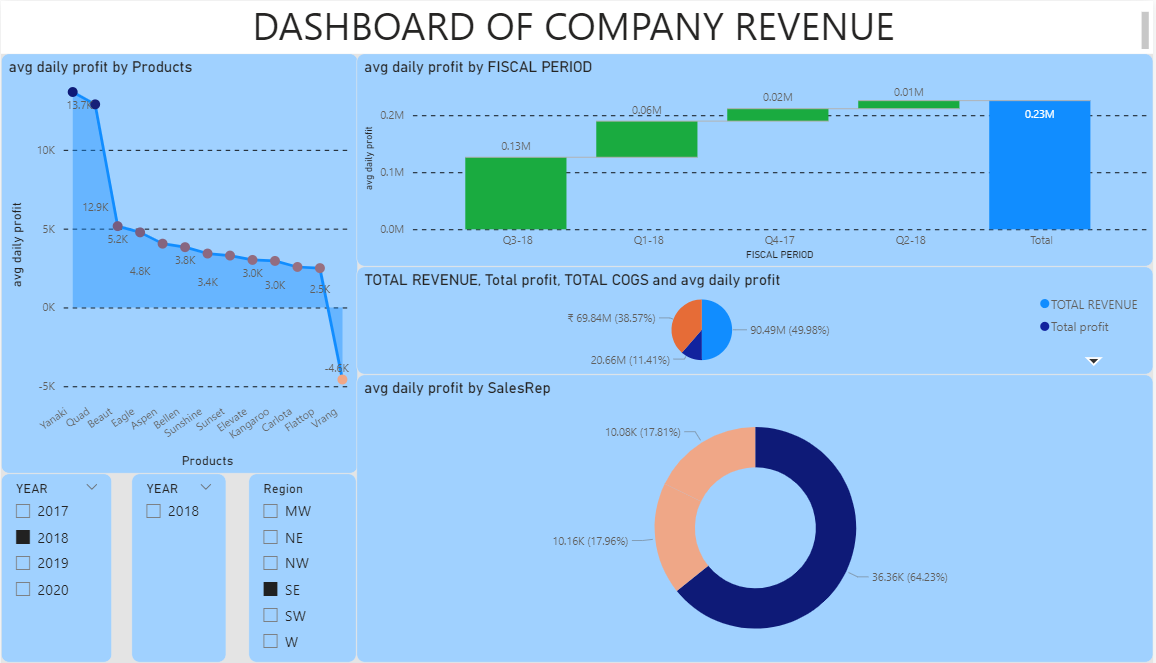 DASHBOARD OF COMPANY REVENUE
avg daily profit by Products
avg daily profit
10K
5K
0K
-5K
13.7K
12.9K
5.2K
4.8K
3.8K
3.4K
3.0K
3.0K
2.5K
-4.6K
Yanaki
Quad
Beaut
Eagle
Aspen
Bellen
Sunshine
Sunset
Elevate
Kangaroo
Carlota
Flattop
Vrang
Products
avg daily profit by FISCAL PERIOD
avg daily profit
0.2M
0.1M
0.0M
0.13M
0.06M
0.02M
0.01M
0.23M
Q3-18
Q1-18
Q4-17
Q2-18
Total
FISCAL PERIOD
TOTAL REVENUE, Total profit, TOTAL COGS and avg daily profit
₹ 69.84M (38.57%)
90.49M (49.98%)
20.66M (11.41%)
TOTAL REVENUE
Total profit
avg daily profit by SalesRep
10.08K (17.81%)
10.16K (17.96%)
36.36K (64.23%)
YEAR
2017
2018
2019
2020
YEAR
2018
Region
MW
NE
NW
SE
SW
W